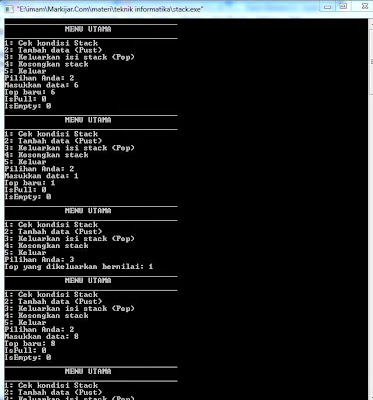 "E:\imam\Markijar.Com\materi\teknik informatika\stack.exe"
MENU UTAMA
1: Cek kondisi Stack
2: Tambah data (Pust)
3: Keluarkan isi stack (Pop)
4: Kosongkan stack
5: Keluar
Pilihan Anda: 2
Masukkan data: 6
Top baru: 6
IsFull: 0
IsEmpty: 0
MENU UTAMA
1: Cek kondisi Stack
2: Tambah data (Pust)
3: Keluarkan isi stack (Pop)
4: Kosongkan stack
5: Keluar
Pilihan Anda: 2
Masukkan data: 1
Top baru: 1
IsFull: 0
IsEmpty: 0
MENU UTAMA
1: Cek kondisi Stack
2: Tambah data (Pust)
3: Keluarkan isi stack (Pop)
4: Kosongkan stack
5: Keluar
Pilihan Anda: 3
Top yang dikeluarkan bernilai: 1
MENU UTAMA
1: Cek kondisi Stack
2: Tambah data (Pust)
3: Keluarkan isi stack (Pop)
4: Kosongkan stack
5: Keluar
Pilihan Anda: 2
Masukkan data: 8
Top baru: 8
IsFull: 0
IsEmpty: 0
MENU UTAMA
1: Cek kondisi Stack
2: Tambah data (Pust)
3: Keluarkan isi stack (Pop)